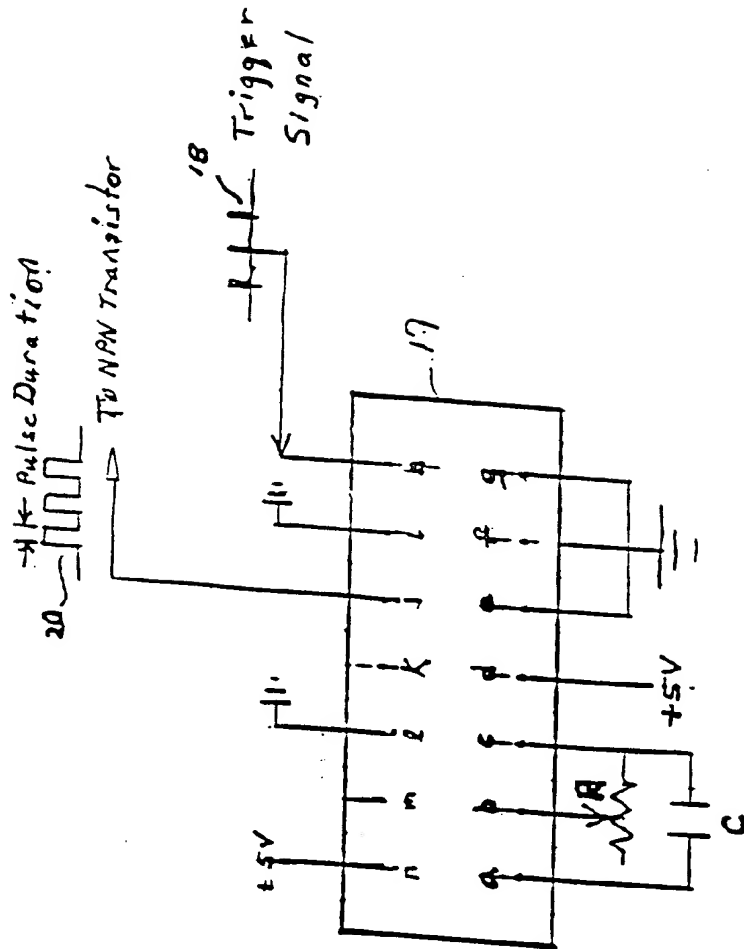 Pulse Duration
20
To NPN Transistor
18
Trigger
Signal
+5V
17
n m l K j i h
a b c d e f g
R
+5V
C